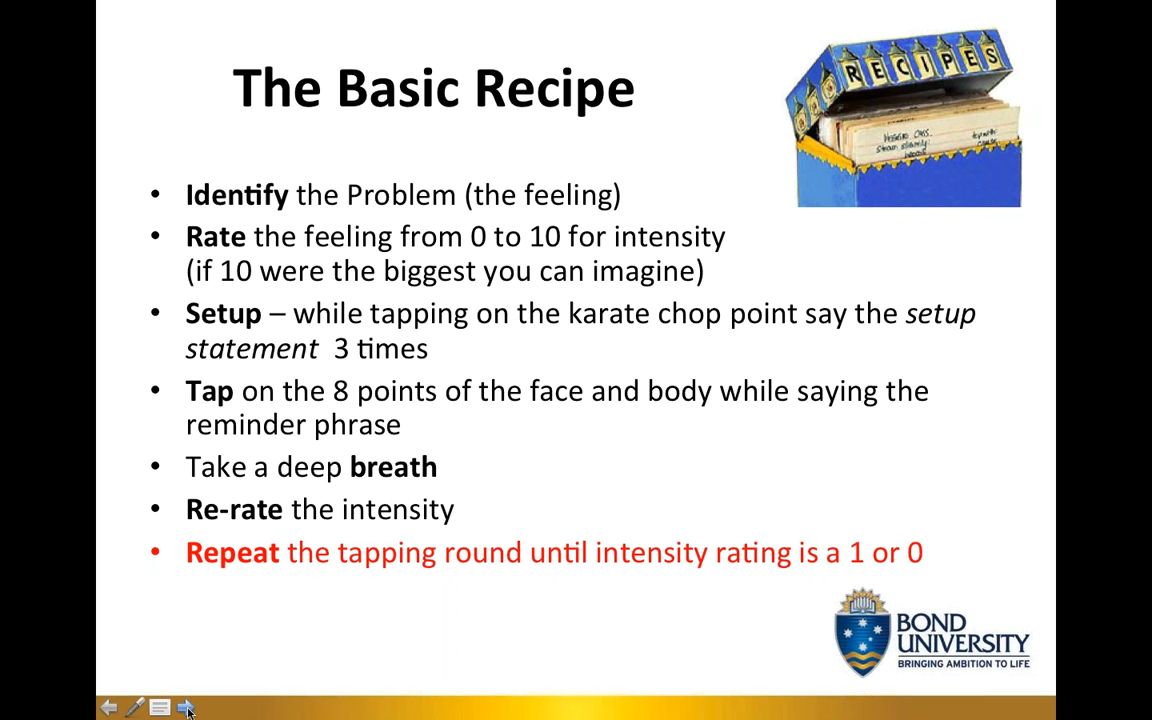 The Basic Recipe
RECIPES
• Identify the Problem (the feeling)
• Rate the feeling from 0 to 10 for intensity
(if 10 were the biggest you can imagine)
• Setup – while tapping on the karate chop point say the setup
statement 3 times
• Tap on the 8 points of the face and body while saying the
reminder phrase
• Take a deep breath
• Re-rate the intensity
• Repeat the tapping round until intensity rating is a 1 or 0
BOND
UNIVERSITY
BRINGING AMBITION TO LIFE